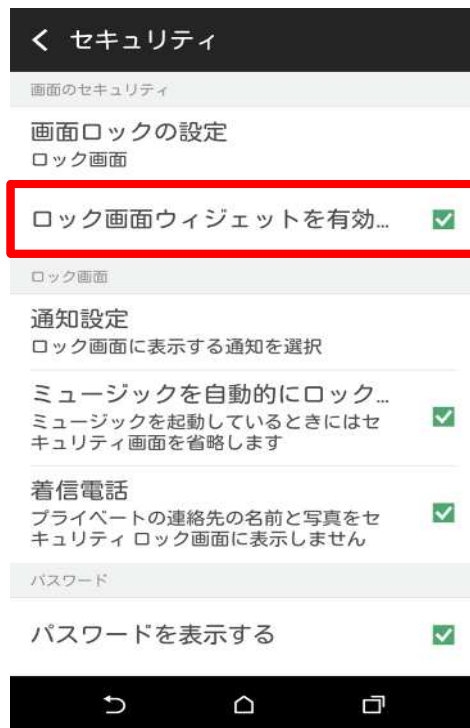 セキュリティ
画面のセキュリティ
画面ロックの設定
ロック画面
ロック画面ウィジェットを有効...
ロック画面
通知設定
ロック画面に表示する通知を選択
ミュージックを自動的にロック...
ミュージックを起動しているときにはセ
キュリティ画面を省略します
着信電話
プライベートの連絡先の名前と写真をセ
キュリティ ロック画面に表示しません
パスワード
パスワードを表示する